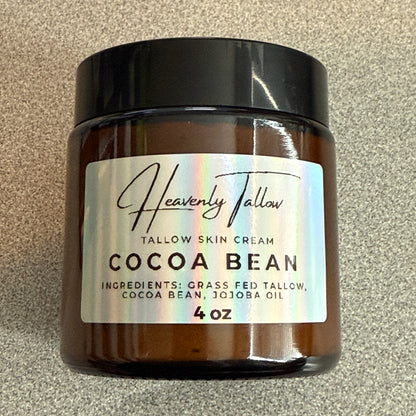 Heavenly Tallow
TALLOW SKIN CREAM
COCOA BEAN
INGREDIENTS: GRASS FED TALLOW,
COCOA BEAN, JOJOBA OIL
4 oz